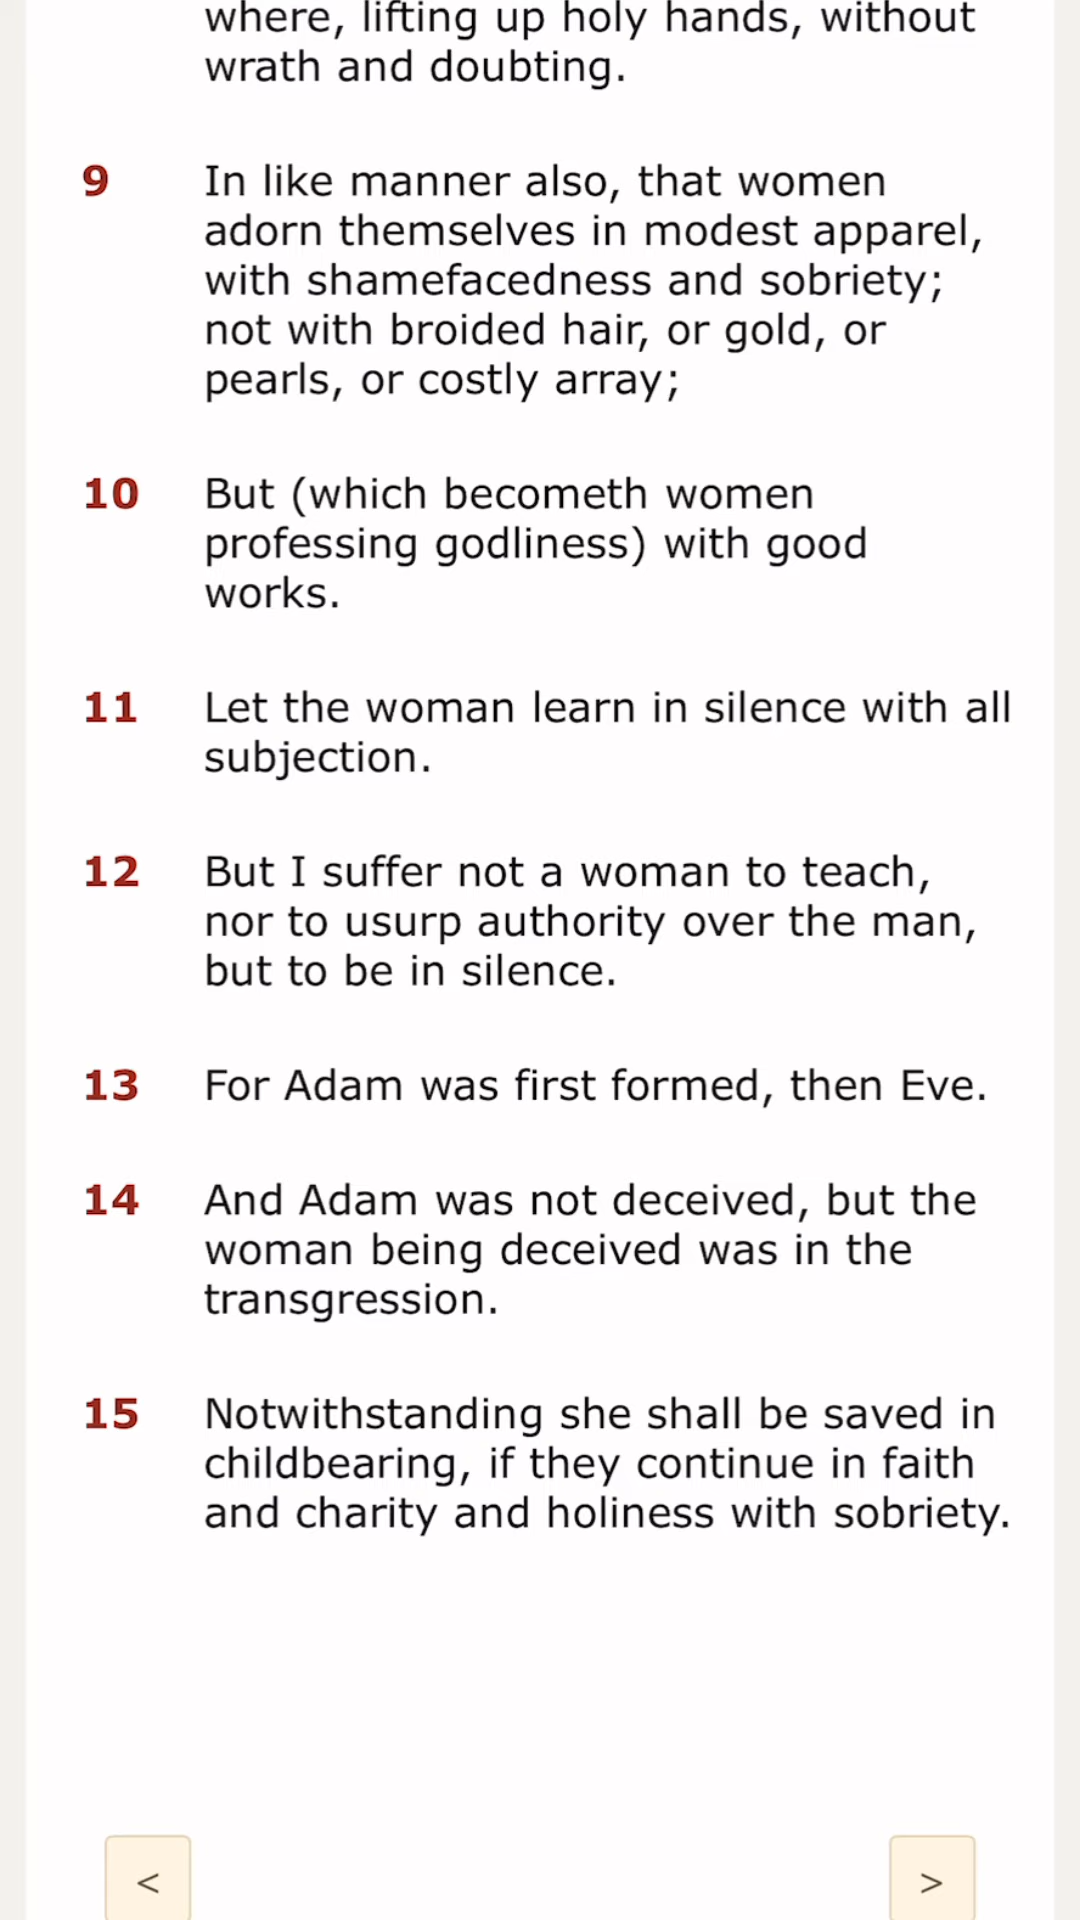 where, lifting up holy hands, without
wrath and doubting.
9 In like manner also, that women
adorn themselves in modest apparel,
with shamefacedness and sobriety;
not with broided hair, or gold, or
pearls, or costly array;
10 But (which becometh women
professing godliness) with good
works.
11 Let the woman learn in silence with all
subjection.
12 But I suffer not a woman to teach,
nor to usurp authority over the man,
but to be in silence.
13 For Adam was first formed, then Eve.
14 And Adam was not deceived, but the
woman being deceived was in the
transgression.
15 Notwithstanding she shall be saved in
childbearing, if they continue in faith
and charity and holiness with sobriety.
< >